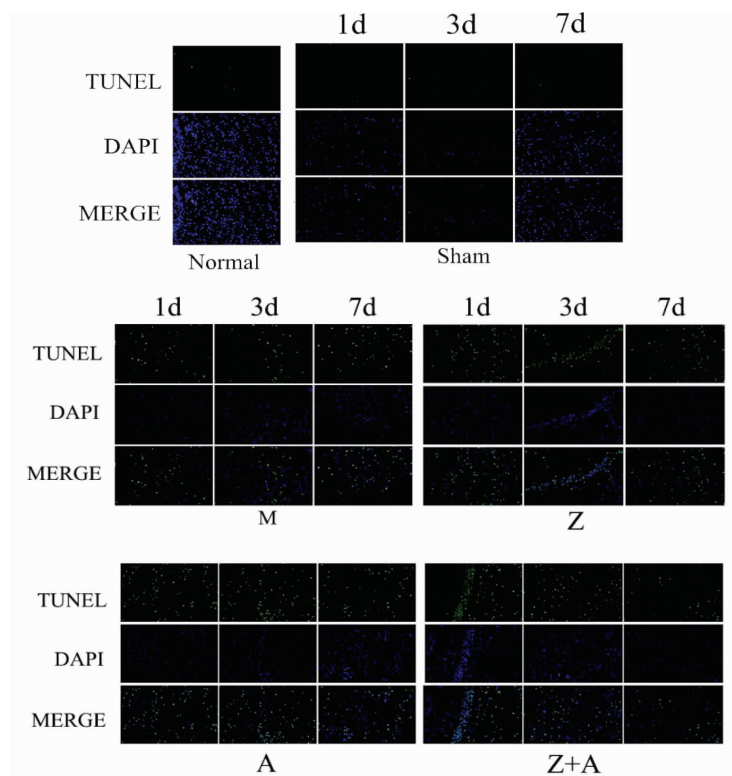 1d 3d 7d
TUNEL
DAPI
MERGE
Normal Sham
1d 3d 7d 1d 3d 7d
TUNEL
DAPI
MERGE
M Z
TUNEL
DAPI
MERGE
A Z+A